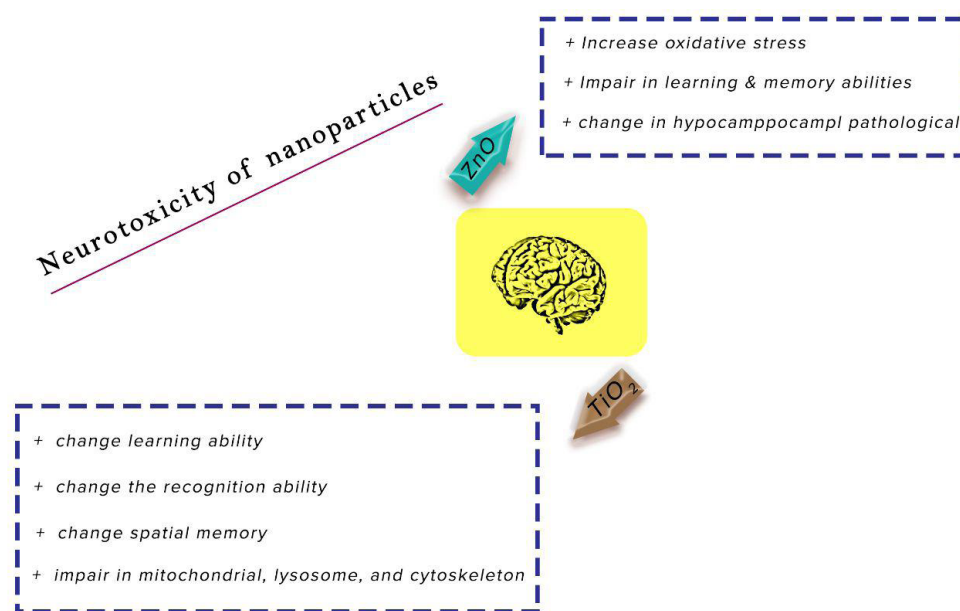 Neurotoxicity of nanoparticles
+ Increase oxidative stress
+ Impair in learning & memory abilities
+ change in hypocamppocampl pathological
ZnO
TiO₂
+ change learning ability
+ change the recognition ability
+ change spatial memory
+ impair in mitochondrial, lysosome, and cytoskeleton